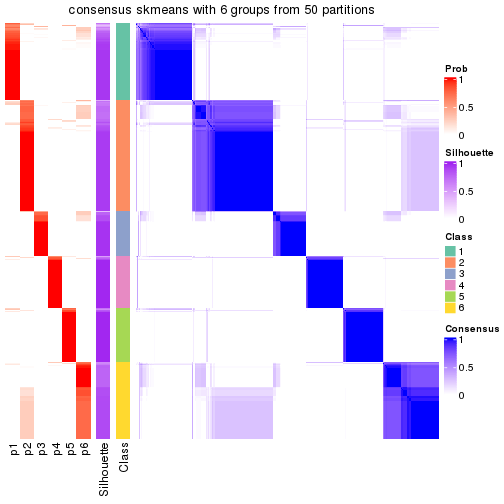 consensus skmeans with 6 groups from 50 partitions
Prob
1
0.5
0
Silhouette
1
0.5
0
Class
1
2
3
4
5
6
Consensus
1
0.5
0
p1
p2
p3
p4
p5
p6
Silhouette
Class